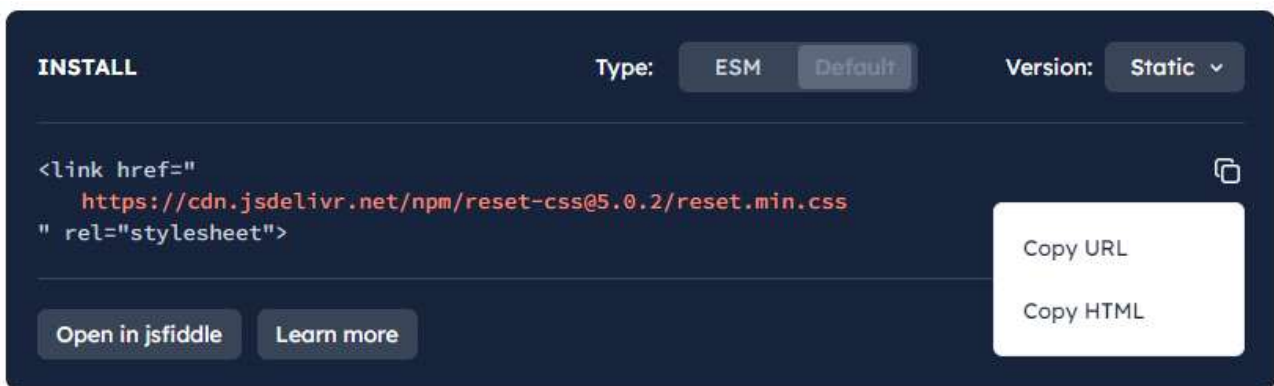 INSTALL
Type: ESM Default
Version: Static
<link href="
https://cdn.jsdelivr.net/npm/reset-css@5.0.2/reset.min.css
" rel="stylesheet">
Copy URL
Copy HTML
Open in jsfiddle
Learn more